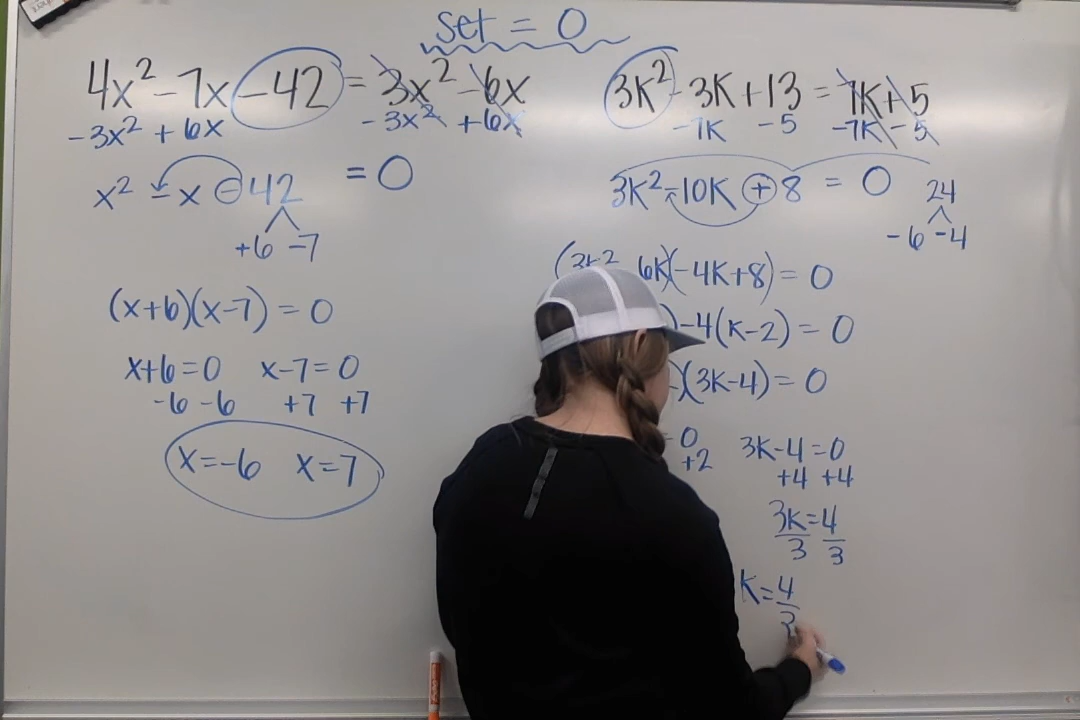 set = 0
4x² - 7x - 42 = 3x² - 6x
-3x² + 6x -3x² + 6x
x² - x - 42 = 0
+6 -7
(x+6)(x-7) = 0
x+6=0 x-7=0
-6 -6 +7 +7
x=-6 x=7
3K² - 3K + 13 = 7K + 5
-7K -5 -7K -5
3K² - 10K + 8 = 0 24
-6 -4
(3K² 6K)(-4K+8) = 0
-4(K-2) = 0
)(3K-4) = 0
0 3K-4=0
+2 +4 +4
3K=4
3 3
K=4
3